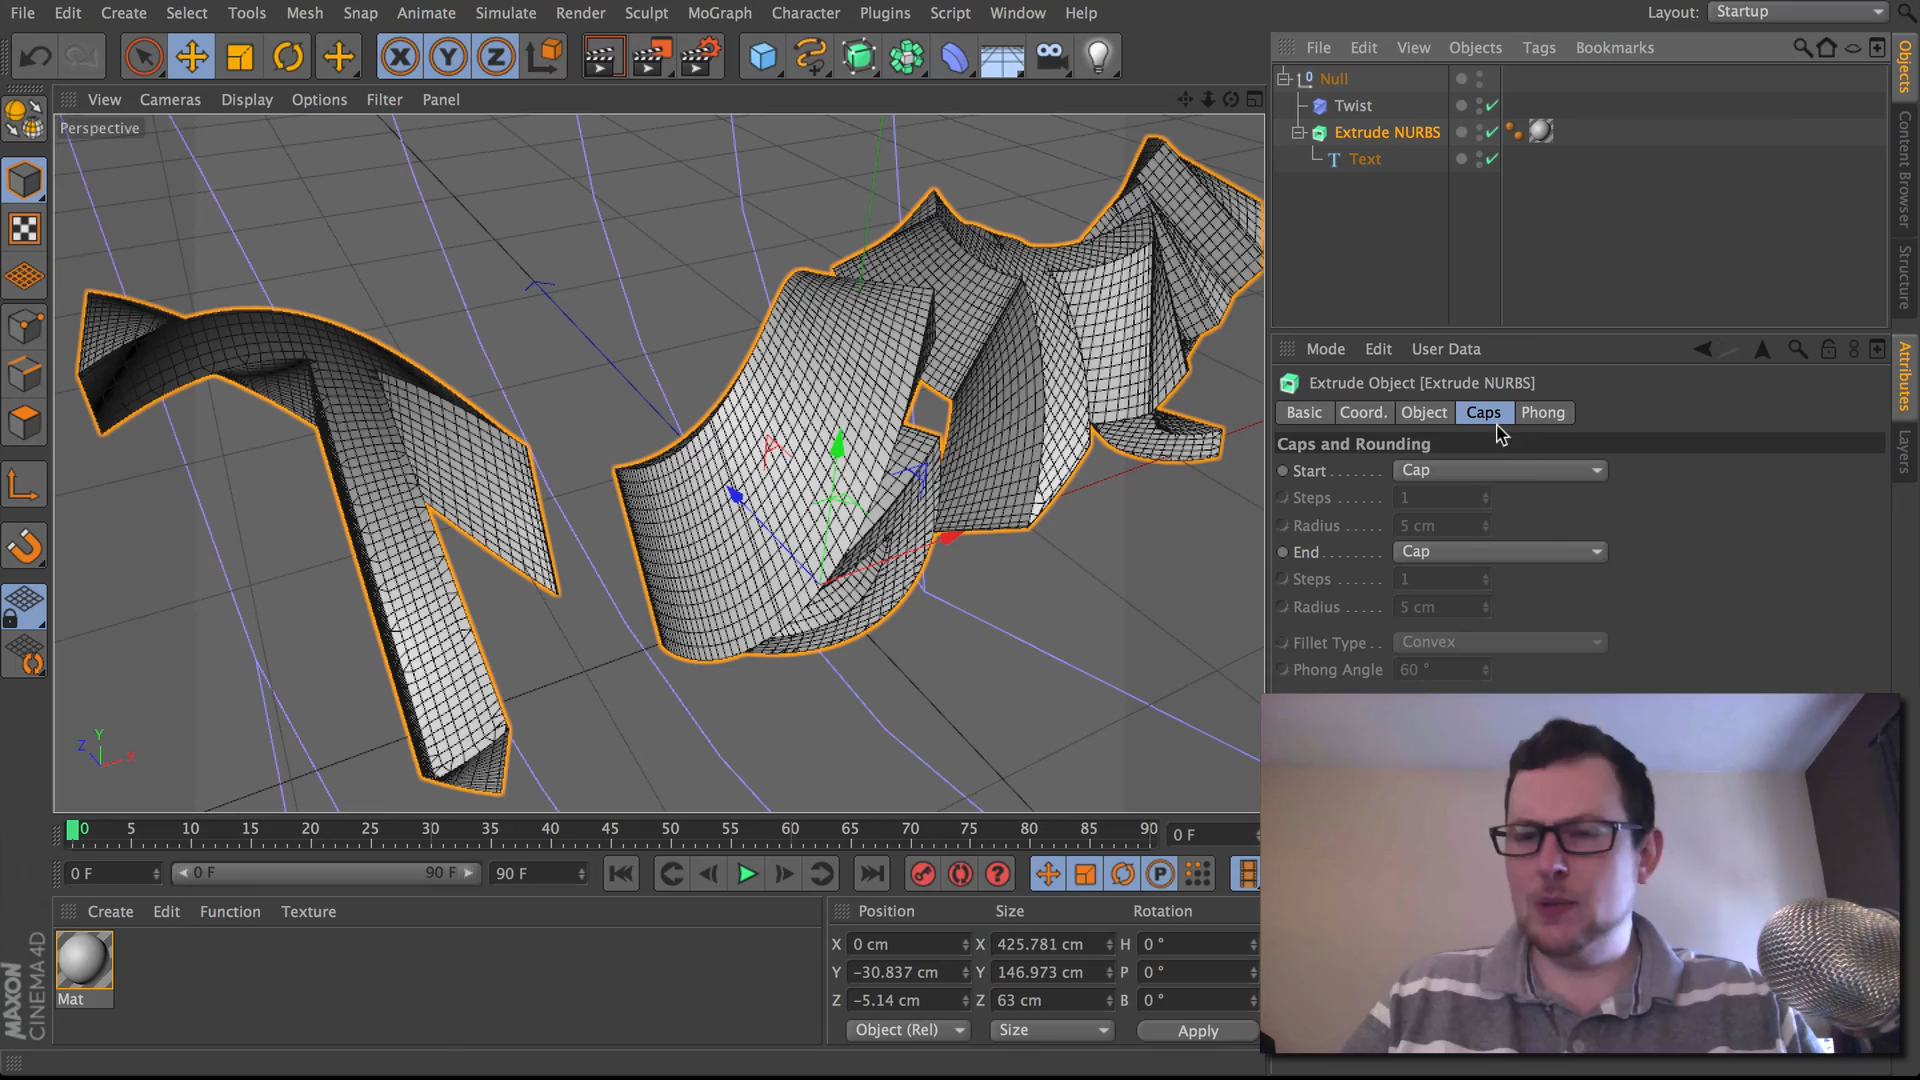 File Edit Create Select Tools Mesh Snap Animate Simulate Render Sculpt MoGraph Character Plugins Script Window Help
Layout: Startup
X Y Z
View Cameras Display Options Filter Panel
Perspective
Y
Z
X
0 5 10 15 20 25 30 35 40 45 50 55 60 65 70 75 80 85 90
0 F
0 F
0 F 90 F
90 F
P
Create Edit Function Texture
Mat
MAXON
CINEMA 4D
Position Size Rotation
X 0 cm X 425.781 cm H 0 °
Y -30.837 cm Y 146.973 cm P 0 °
Z -5.14 cm Z 63 cm B 0 °
Object (Rel) Size Apply
File Edit View Objects Tags Bookmarks
Null
Twist
Extrude NURBS
Text
Objects
Content Browser
Structure
Mode Edit User Data
Extrude Object [Extrude NURBS]
Basic Coord. Object Caps Phong
Caps and Rounding
Start Cap
Steps 1
Radius 5 cm
End Cap
Steps 1
Radius 5 cm
Fillet Type Convex
Phong Angle 60 °
Attributes
Layers